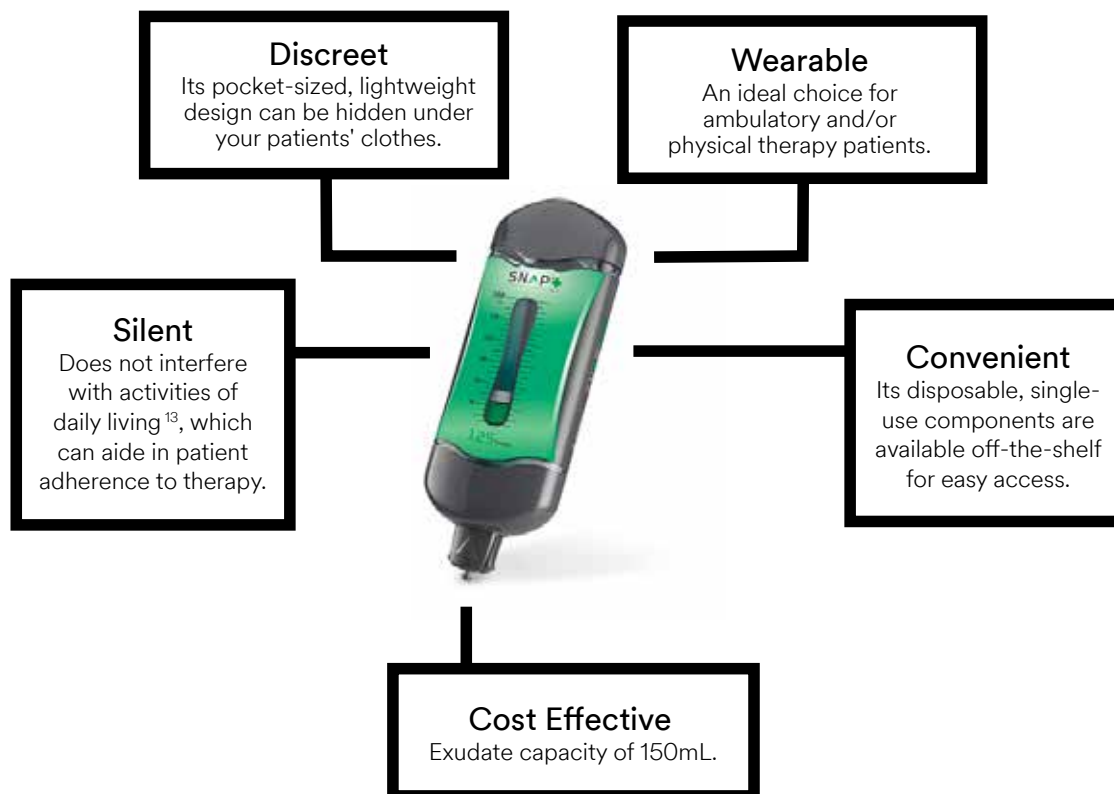 Discreet
Its pocket-sized, lightweight
design can be hidden under
your patients' clothes.
Wearable
An ideal choice for
ambulatory and/or
physical therapy patients.
SNAP
Silent
Does not interfere
with activities of
daily living 13, which
can aide in patient
adherence to therapy.
Convenient
Its disposable, single-
use components are
available off-the-shelf
for easy access.
Cost Effective
Exudate capacity of 150mL.